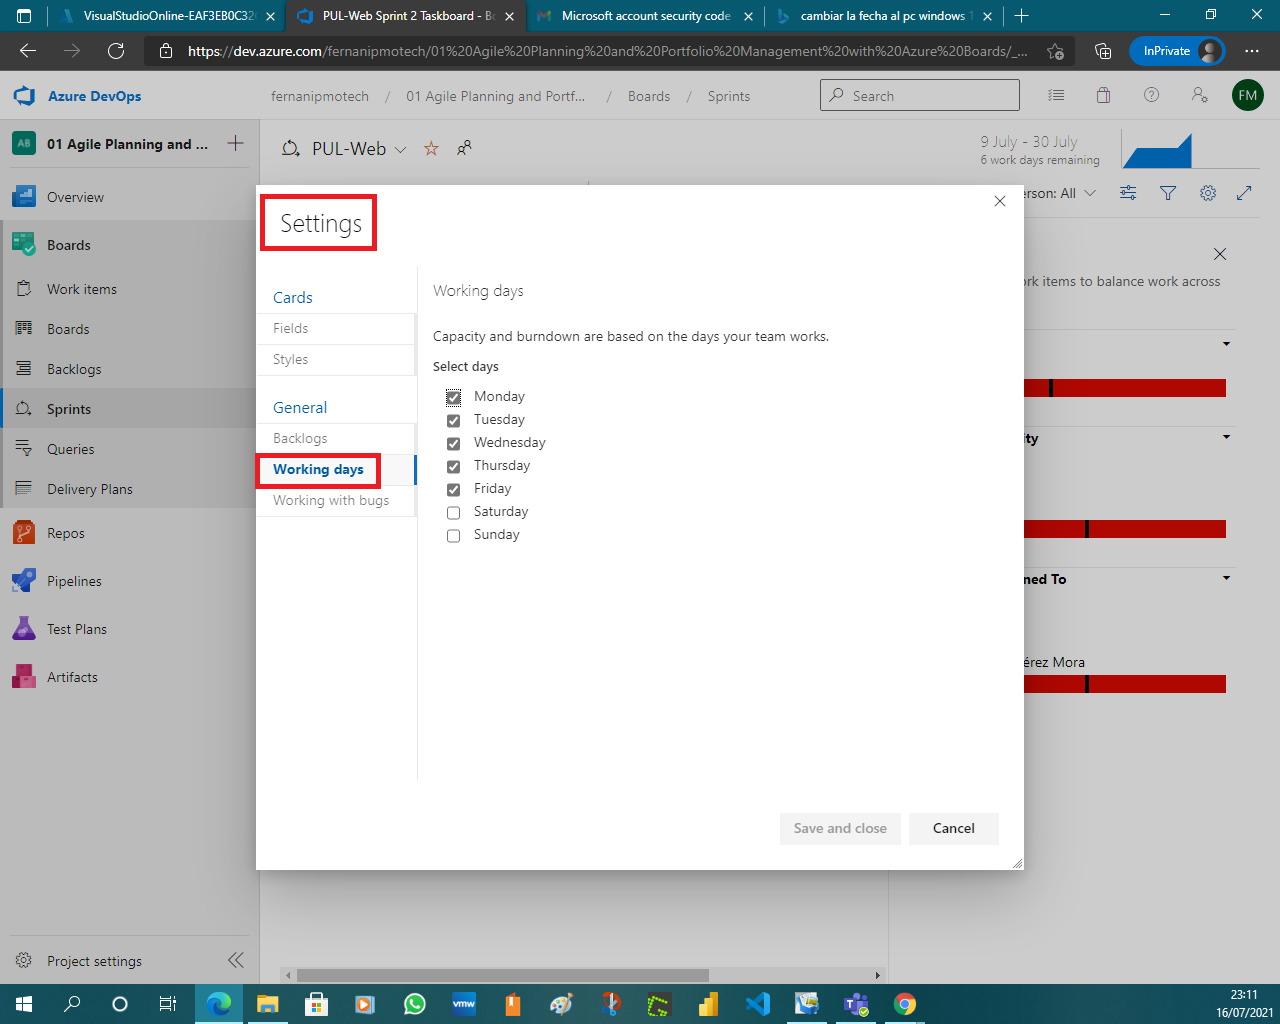 VisualStudioOnline-EAF3EB0C32
PUL-Web Sprint 2 Taskboard - Bo
Microsoft account security code
cambiar la fecha al pc windows 1
https://dev.azure.com/fernanipmotech/01%20Agile%20Planning%20and%20Portfolio%20Management%20with%20Azure%20Boards/_...
InPrivate
Azure DevOps
fernanipmotech / 01 Agile Planning and Portf... / Boards / Sprints
Search
FM
AB
01 Agile Planning and ...
PUL-Web
9 July - 30 July
6 work days remaining
erson: All
Overview
Boards
Work items
Boards
Backlogs
Sprints
Queries
Delivery Plans
Repos
Pipelines
Test Plans
Artifacts
Project settings
Settings
Cards
Fields
Styles
General
Backlogs
Working days
Working with bugs
Working days
Capacity and burndown are based on the days your team works.
Select days
Monday
Tuesday
Wednesday
Thursday
Friday
Saturday
Sunday
Save and close
Cancel
ork items to balance work across
ity
ned To
érez Mora
vmw
23:11
16/07/2021